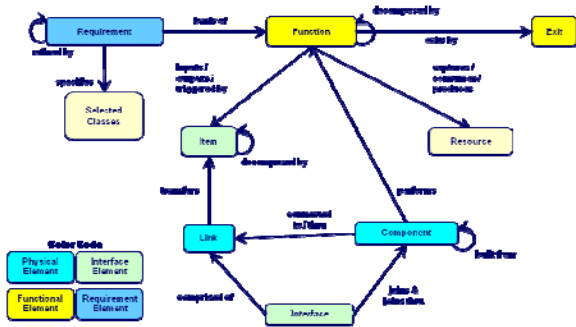 Requirement
basis of
Function
decomposed by
exits by
Exit
refined by
specifies
Selected
Classes
inputs /
outputs /
triggered by
captures /
consumes /
produces
Item
decomposed by
Resource
transfers
performs
connected
to / thru
Link
Component
built from
Color Code
Physical
Element
Interface
Element
Functional
Element
Requirement
Element
comprised of
Interface
joins &
joins thru